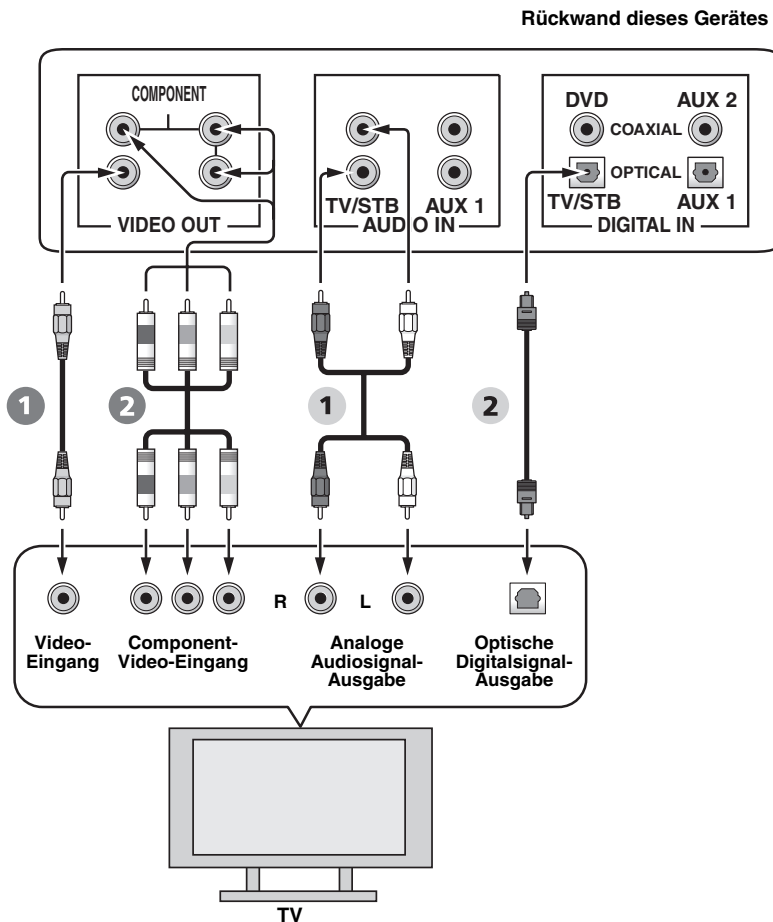 Rückwand dieses Gerätes
COMPONENT
VIDEO OUT
TV/STB AUX 1
AUDIO IN
DVD AUX 2
COAXIAL
OPTICAL
TV/STB AUX 1
DIGITAL IN
1 2 1 2
R L
Video-
Eingang
Component-
Video-Eingang
Analoge
Audiosignal-
Ausgabe
Optische
Digitalsignal-
Ausgabe
TV